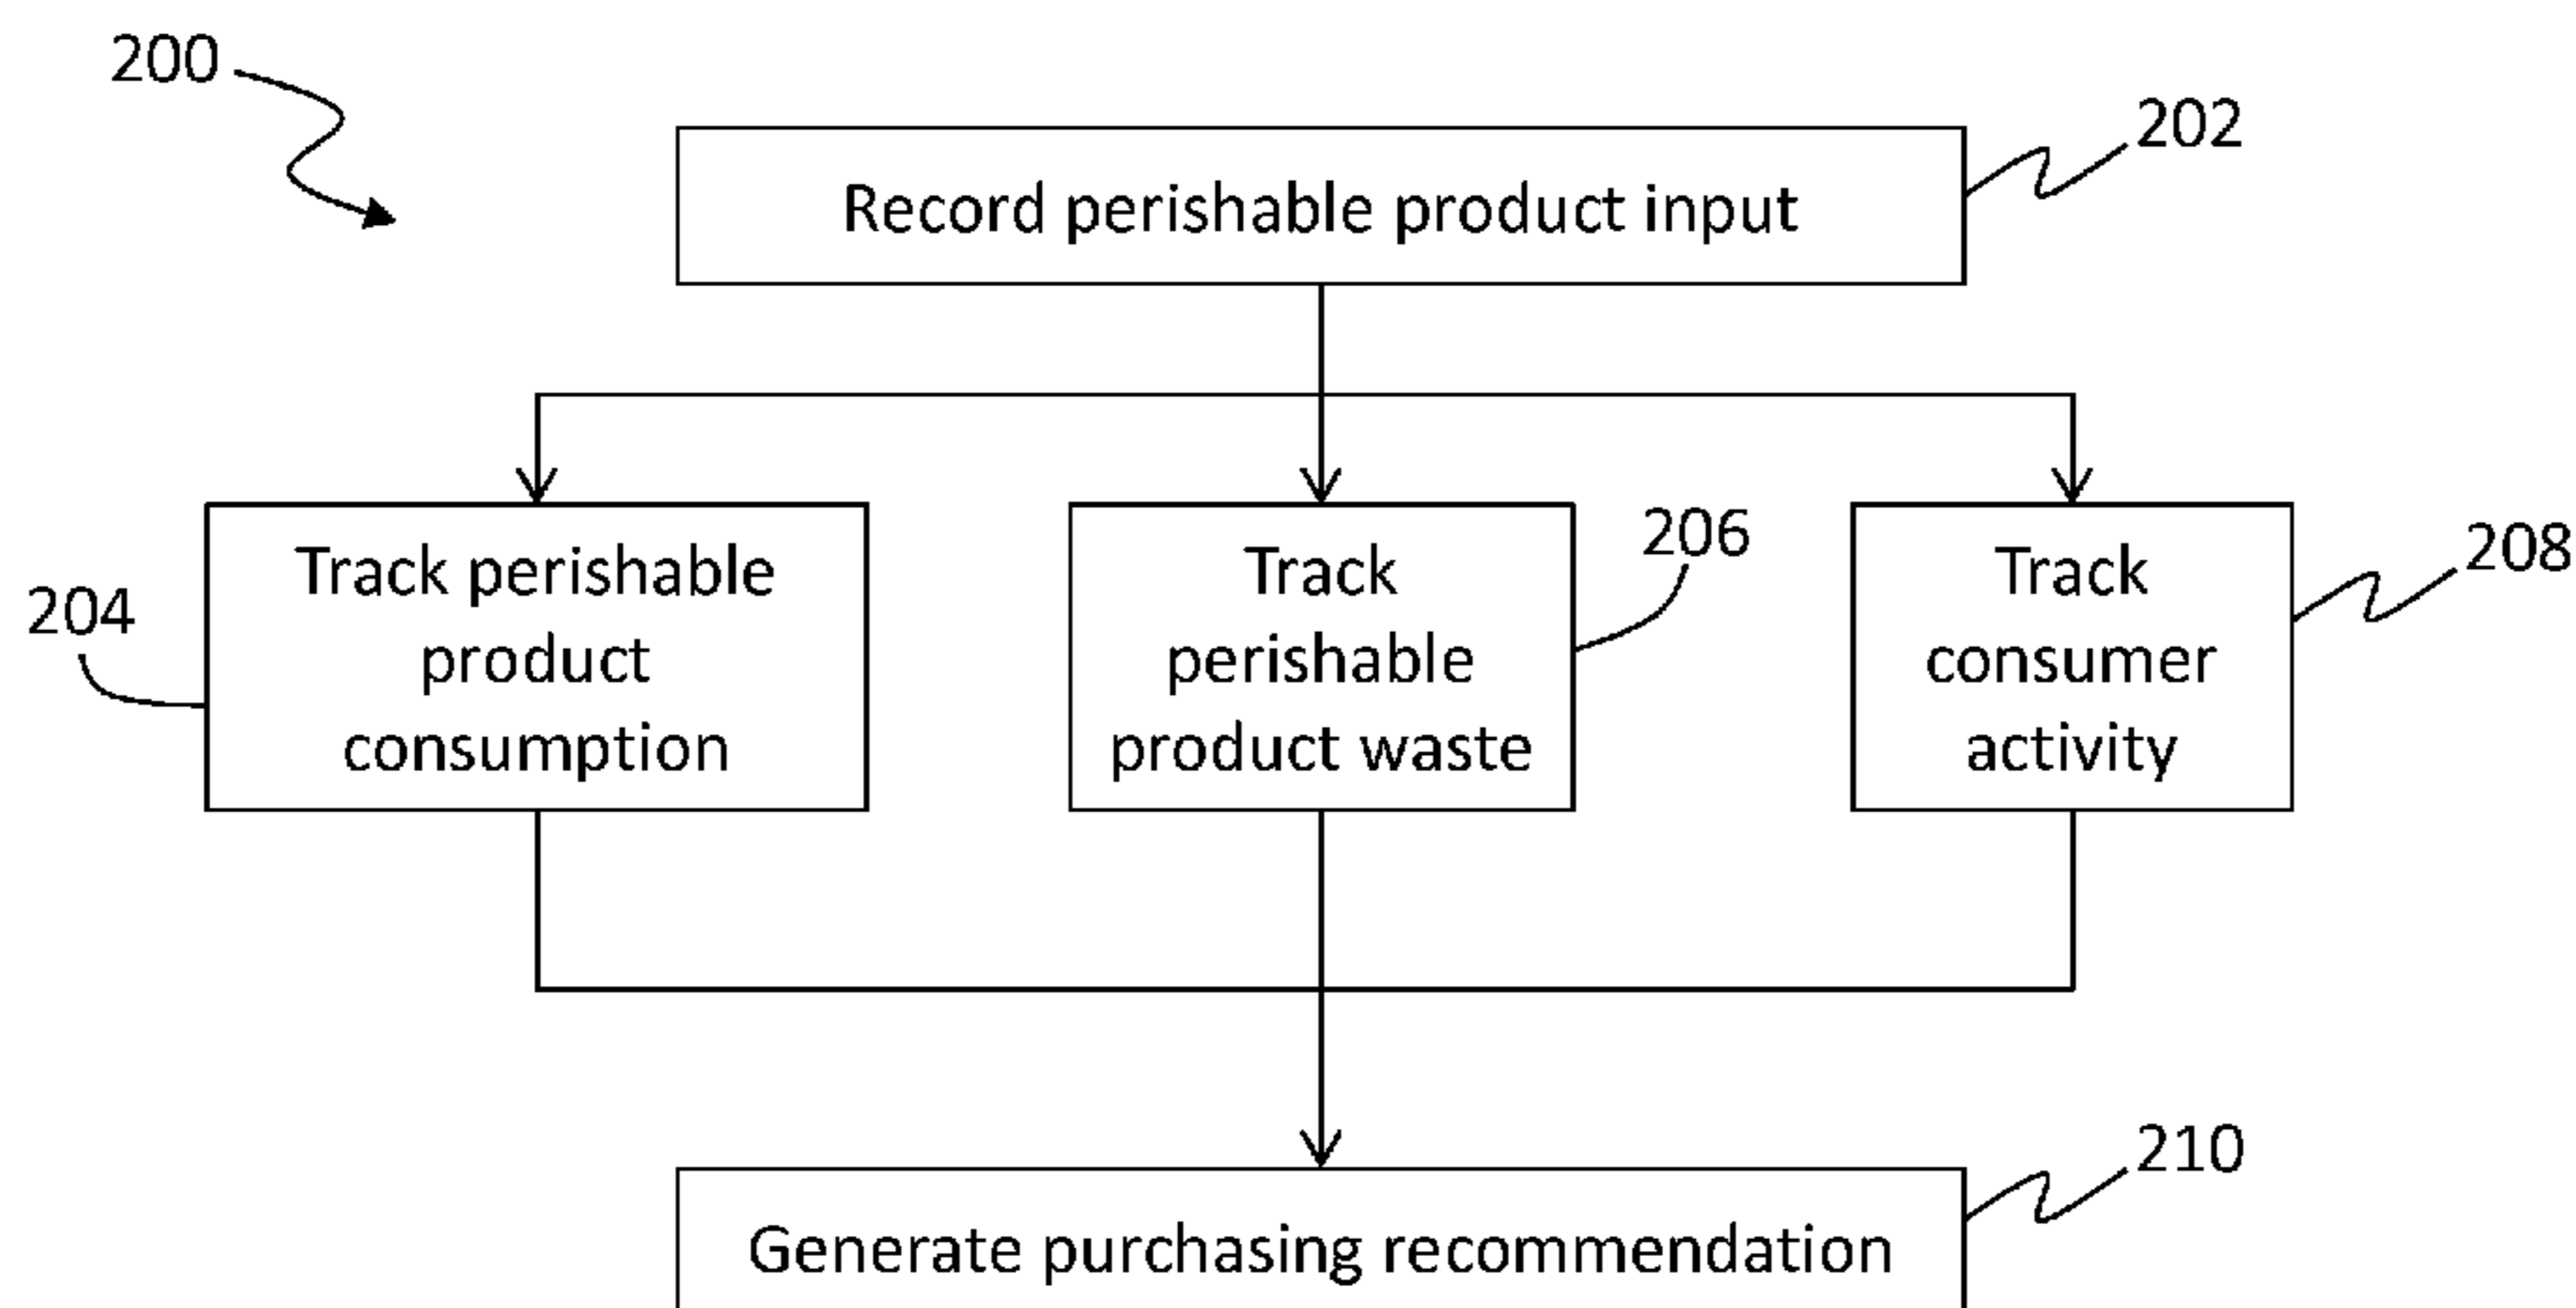 200
202
Record perishable product input
204
Track perishable
product
consumption
206
Track
perishable
product waste
208
Track
consumer
activity
210
Generate purchasing recommendation